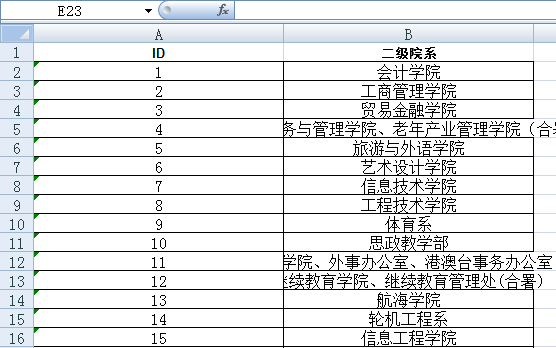 E23 fx
A B
1 ID 二级院系
2 1 会计学院
3 2 工商管理学院
4 3 贸易金融学院
5 4 务与管理学院、老年产业管理学院（合署
6 5 旅游与外语学院
7 6 艺术设计学院
8 7 信息技术学院
9 8 工程技术学院
10 9 体育系
11 10 思政教学部
12 11 学院、外事办公室、港澳台事务办公室
13 12 继续教育学院、继续教育管理处(合署)
14 13 航海学院
15 14 轮机工程系
16 15 信息工程学院